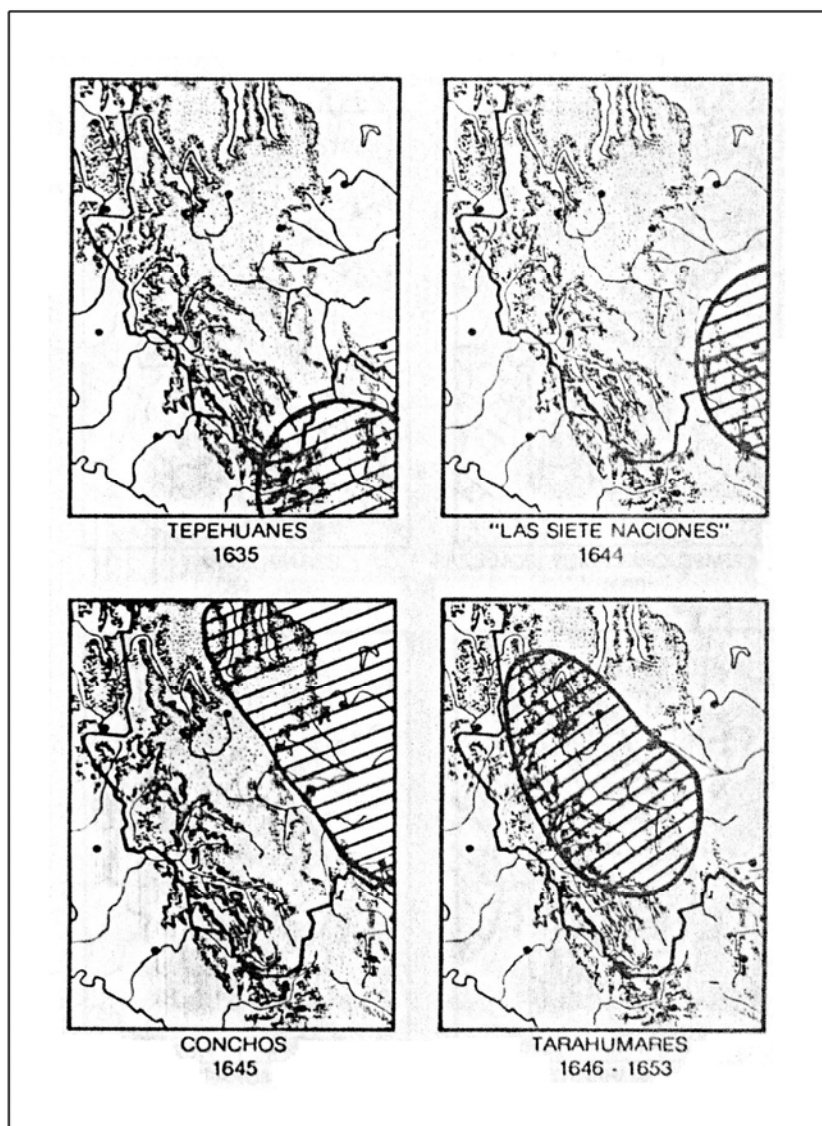 TEPEHUANES
1635
"LAS SIETE NACIONES"
1644
CONCHOS
1645
TARAHUMARES
1646 - 1653